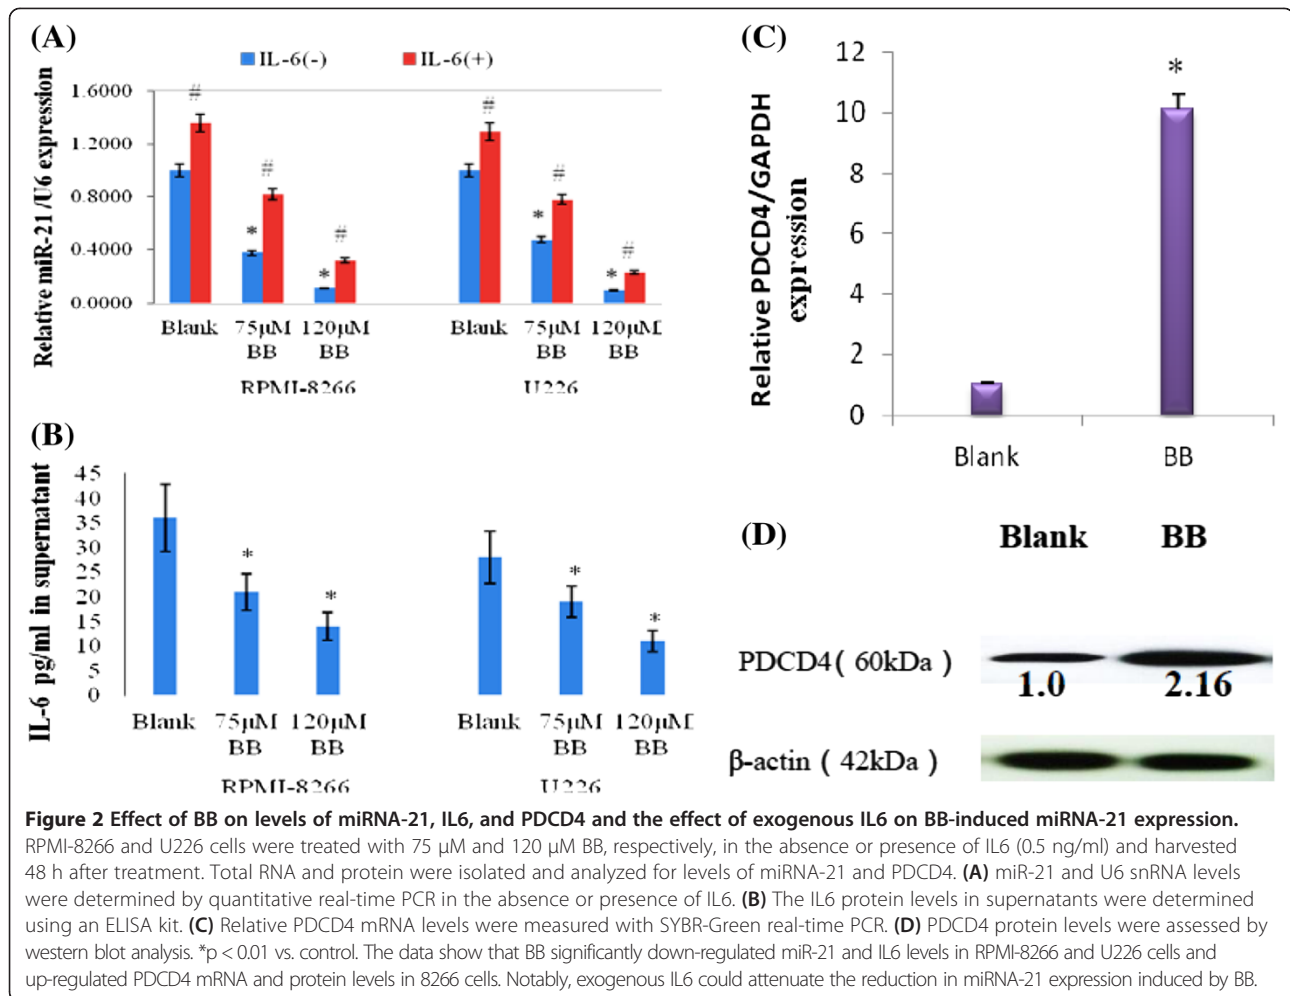 (A)
IL-6(-) IL-6(+)
Relative miR-21 /U6 expression
1.6000
1.2000
0.8000
0.4000
0.0000
# # * # * # # * # * #
Blank 75μM BB 120μM BB Blank 75μM BB 120μM BB
RPMI-8266 U226
(B)
IL-6 pg/ml in supernatant
45
40
35
30
25
20
15
10
5
0
* * * *
Blank 75μM BB 120μM BB Blank 75μM BB 120μM BB
RPMI-8266 U226
(C)
Relative PDCD4/GAPDH
expression
12
10
8
6
4
2
0
*
Blank BB
(D)
Blank BB
PDCD4 ( 60kDa )
1.0 2.16
β-actin ( 42kDa )
Figure 2 Effect of BB on levels of miRNA-21, IL6, and PDCD4 and the effect of exogenous IL6 on BB-induced miRNA-21 expression.
RPMI-8266 and U226 cells were treated with 75 μM and 120 μM BB, respectively, in the absence or presence of IL6 (0.5 ng/ml) and harvested
48 h after treatment. Total RNA and protein were isolated and analyzed for levels of miRNA-21 and PDCD4. (A) miR-21 and U6 snRNA levels
were determined by quantitative real-time PCR in the absence or presence of IL6. (B) The IL6 protein levels in supernatants were determined
using an ELISA kit. (C) Relative PDCD4 mRNA levels were measured with SYBR-Green real-time PCR. (D) PDCD4 protein levels were assessed by
western blot analysis. *p < 0.01 vs. control. The data show that BB significantly down-regulated miR-21 and IL6 levels in RPMI-8266 and U226 cells and
up-regulated PDCD4 mRNA and protein levels in 8266 cells. Notably, exogenous IL6 could attenuate the reduction in miRNA-21 expression induced by BB.